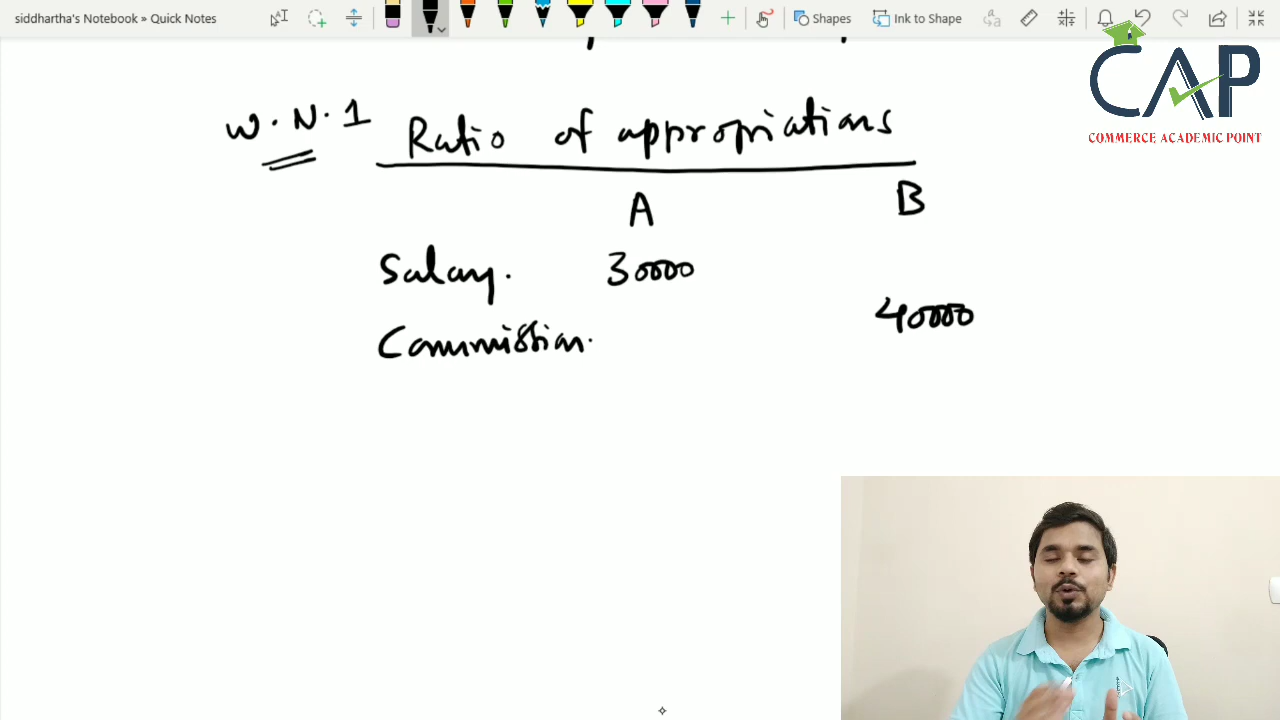 siddhartha's Notebook » Quick Notes
Shapes
Ink to Shape
CAP
COMMERCE ACADEMIC POINT
W.N.1
Ratio of appropriations
A B
Salary. 30000
40000
Commission.